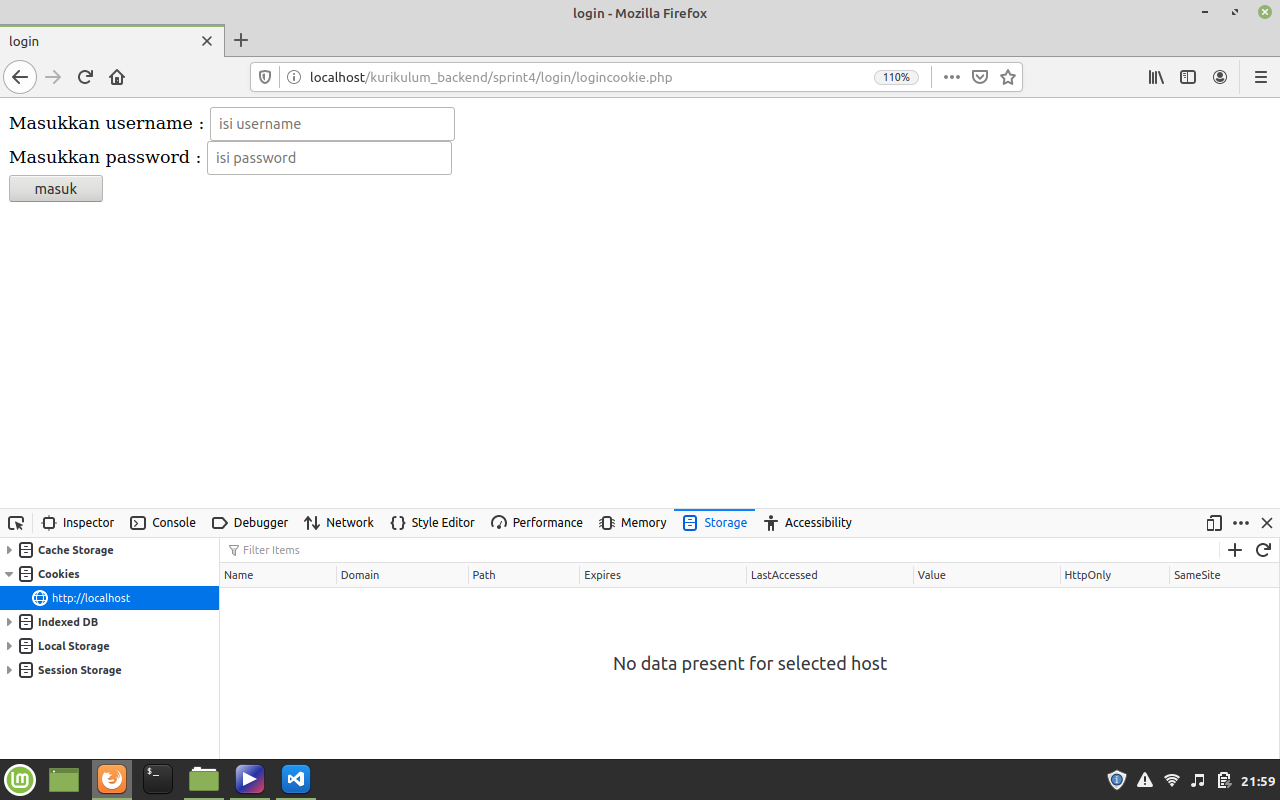 login - Mozilla Firefox
login
localhost/kurikulum_backend/sprint4/login/logincookie.php 110%
Masukkan username : isi username
Masukkan password : isi password
masuk
Inspector Console Debugger Network Style Editor Performance Memory Storage Accessibility
Cache Storage
Cookies
http://localhost
Indexed DB
Local Storage
Session Storage
Filter Items
Name Domain Path Expires LastAccessed Value HttpOnly SameSite
No data present for selected host
21:59